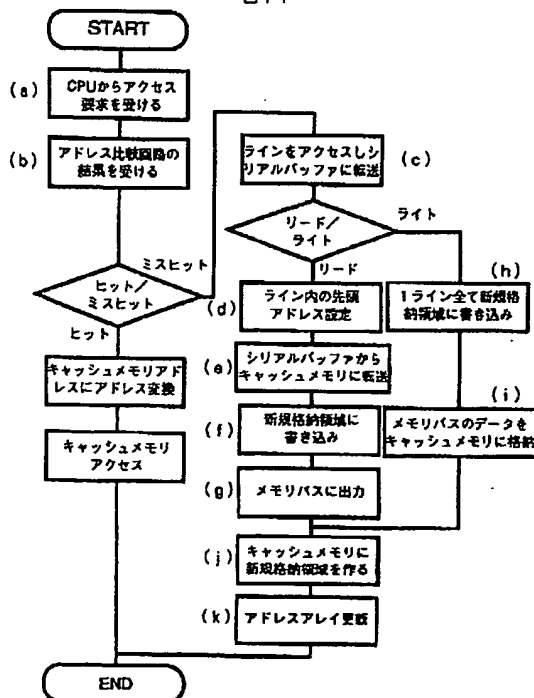 START
(a)
CPUからアクセス
要求を受ける
(b)
アドレス比較回路の
結果を受ける
ヒット/
ミスヒット
ミスヒット
ヒット
キャッシュメモリアド
レスにアドレス変換
キャッシュメモリ
アクセス
(c)
ラインをアクセスしシ
リアルバッファに転送
リード/
ライト
ライト
リード
(d)
ライン内の先頭
アドレス設定
(e)
シリアルバッファから
キャッシュメモリに転送
(f)
新規格納領域に
書き込み
(g)
メモリバスに出力
(h)
1ライン全て新規格
納領域に書き込み
(i)
メモリバスのデータを
キャッシュメモリに格納
(j)
キャッシュメモリに
新規格納領域を作る
(k)
アドレスアレイ更新
END